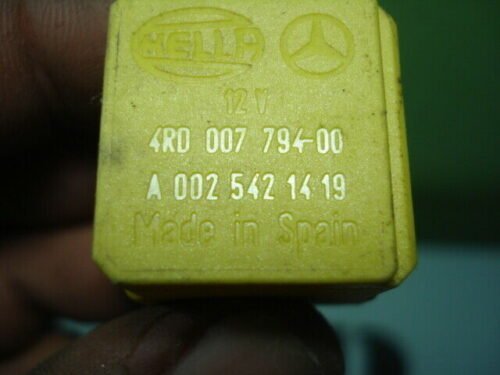 HELLA
12 V
4RD 007 794-00
A 002 542 14 19
Made in Spain